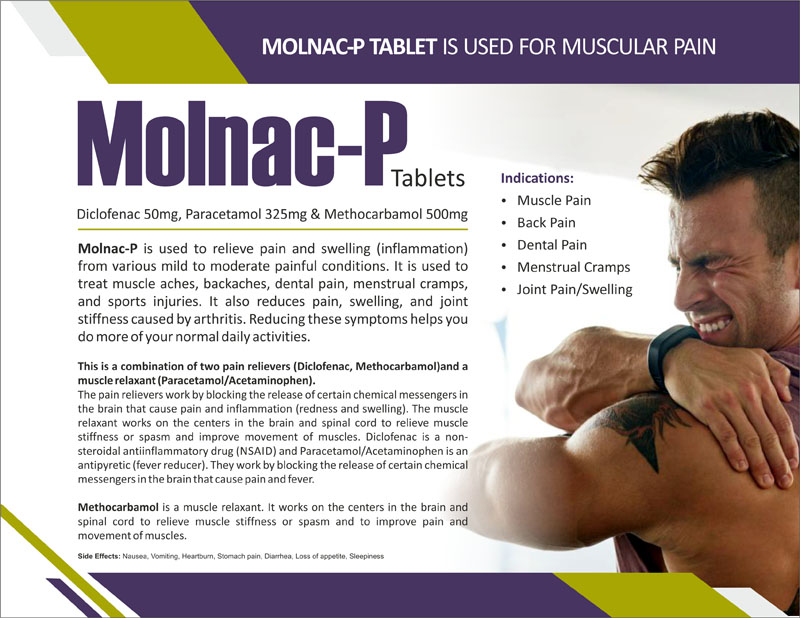 MOLNAC-P TABLET IS USED FOR MUSCULAR PAIN
Molnac-P
Tablets
Diclofenac 50mg, Paracetamol 325mg & Methocarbamol 500mg
Molnac-P is used to relieve pain and swelling (inflammation)
from various mild to moderate painful conditions. It is used to
treat muscle aches, backaches, dental pain, menstrual cramps,
and sports injuries. It also reduces pain, swelling, and joint
stiffness caused by arthritis. Reducing these symptoms helps you
do more of your normal daily activities.
This is a combination of two pain relievers (Diclofenac, Methocarbamol)and a
muscle relaxant (Paracetamol/Acetaminophen).
The pain relievers work by blocking the release of certain chemical messengers in
the brain that cause pain and inflammation (redness and swelling). The muscle
relaxant works on the centers in the brain and spinal cord to relieve muscle
stiffness or spasm and improve movement of muscles. Diclofenac is a non-
steroidal antiinflammatory drug (NSAID) and Paracetamol/Acetaminophen is an
antipyretic (fever reducer). They work by blocking the release of certain chemical
messengers in the brain that cause pain and fever.
Methocarbamol is a muscle relaxant. It works on the centers in the brain and
spinal cord to relieve muscle stiffness or spasm and to improve pain and
movement of muscles.
Side Effects: Nausea, Vomiting, Heartburn, Stomach pain, Diarrhea, Loss of appetite, Sleepiness
Indications:
• Muscle Pain
• Back Pain
• Dental Pain
• Menstrual Cramps
• Joint Pain/Swelling